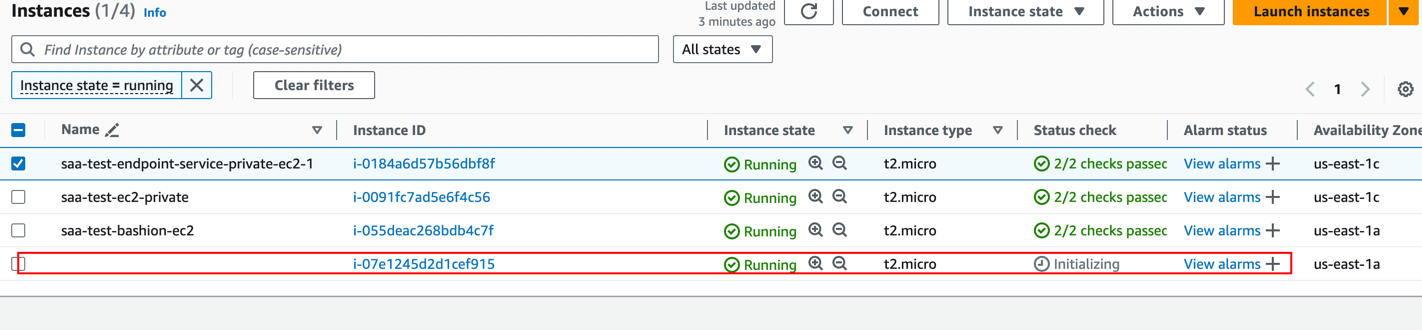 Instances (1/4) Info
Last updated
3 minutes ago
Connect
Instance state
Actions
Launch instances
Find Instance by attribute or tag (case-sensitive)
All states
Instance state = running
Clear filters
1
Name Instance ID Instance state Instance type Status check Alarm status Availability Zone
saa-test-endpoint-service-private-ec2-1 i-0184a6d57b56dbf8f Running t2.micro 2/2 checks passed View alarms us-east-1c
saa-test-ec2-private i-0091fc7ad5e6f4c56 Running t2.micro 2/2 checks passed View alarms us-east-1c
saa-test-bashion-ec2 i-055deac268bdb4c7f Running t2.micro 2/2 checks passed View alarms us-east-1a
i-07e1245d2d1cef915 Running t2.micro Initializing View alarms us-east-1a